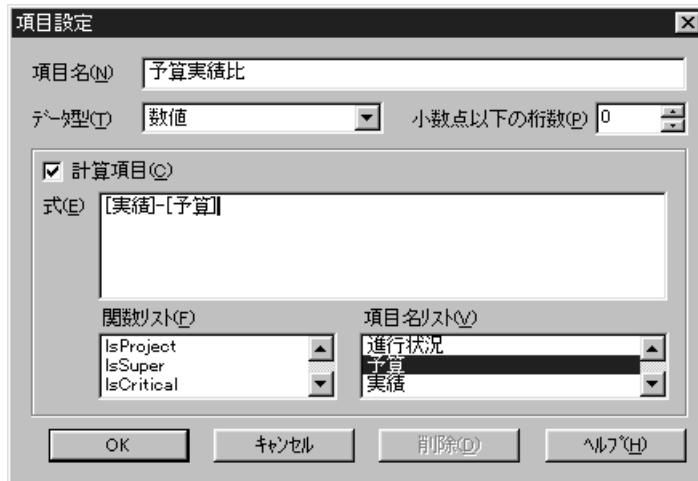 項目設定
項目名(N) 予算実績比
ﾃﾞｰﾀ型(T) 数値 小数点以下の桁数(P) 0
計算項目(C)
式(E) [実績]-[予算]
関数ﾘｽﾄ(F) 項目名ﾘｽﾄ(V)
IsProject 進行状況
IsSuper 予算
IsCritical 実績
OK ｷｬﾝｾﾙ 削除(D) ﾍﾙﾌﾟ(H)